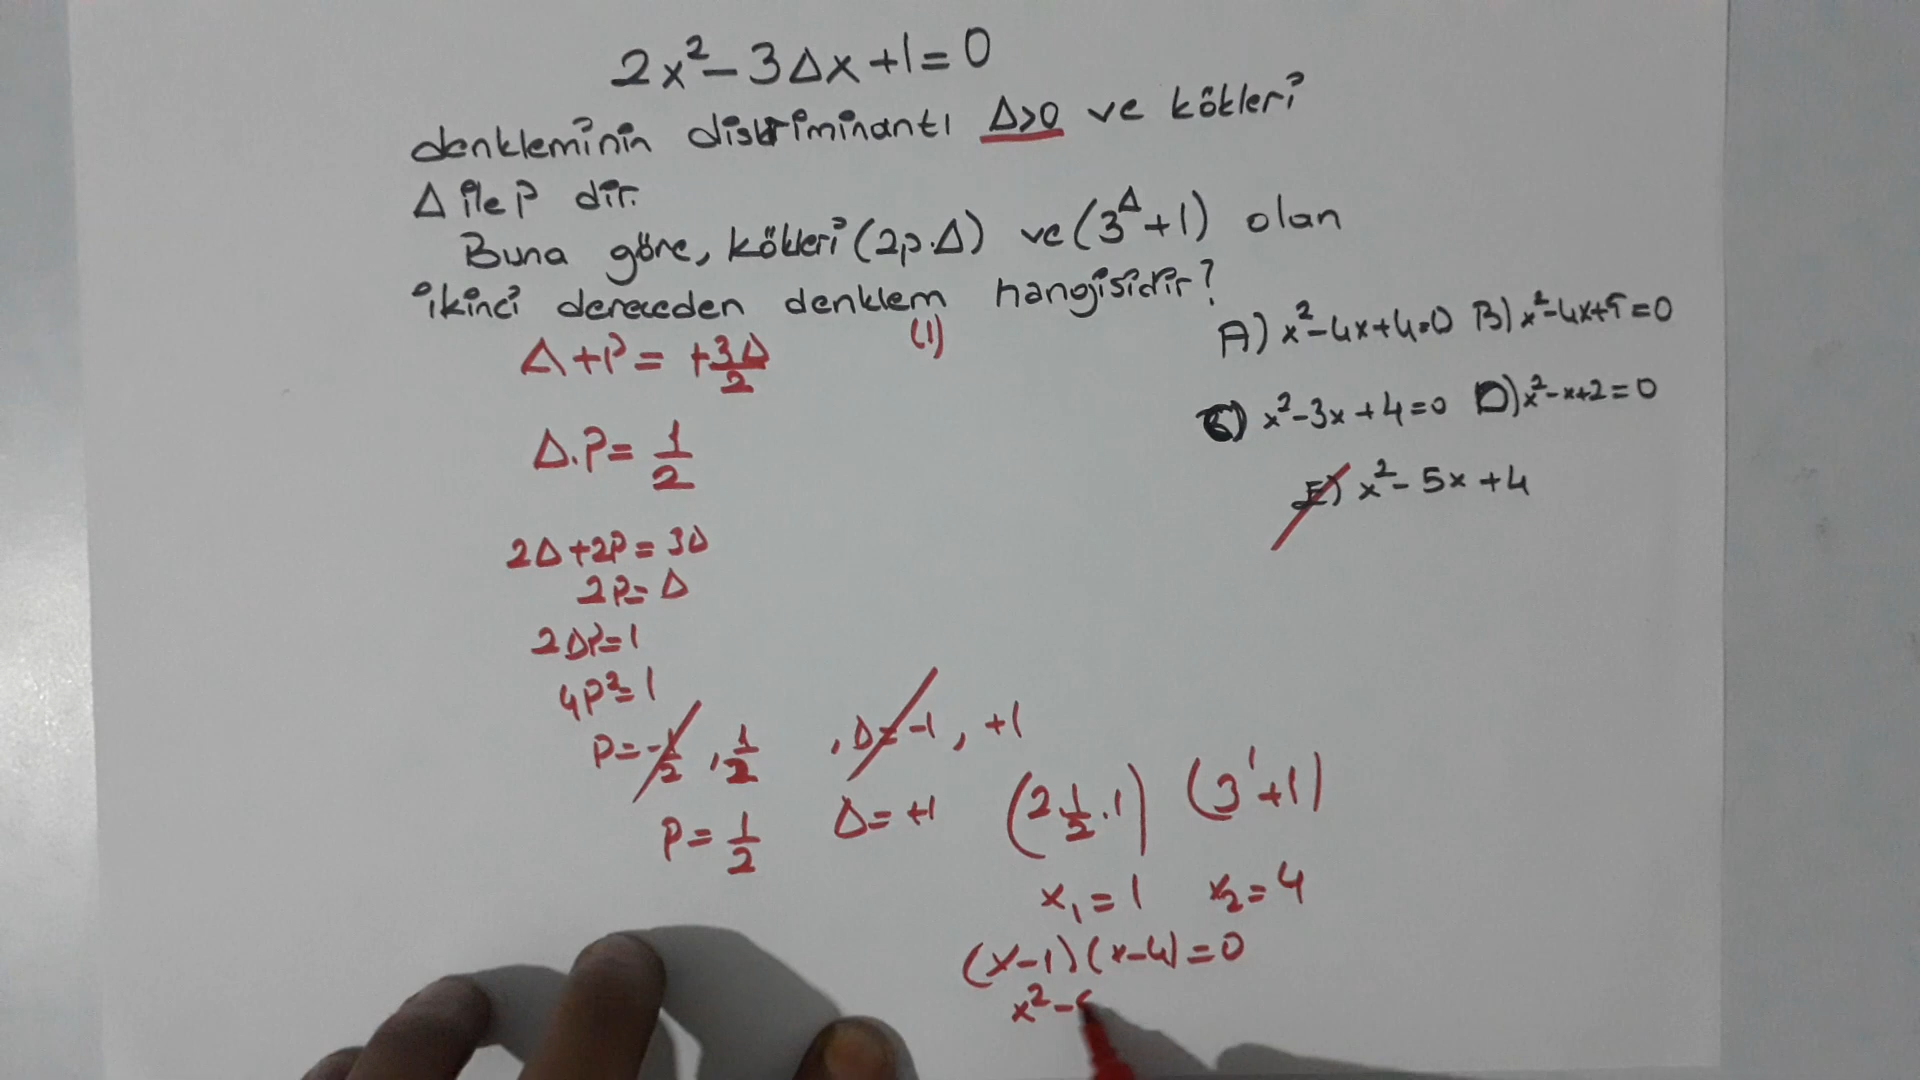 2x² - 3Δx + 1 = 0
denkleminin diskriminantı Δ>0 ve kökleri
Δ ile p dir.
Buna göre, kökleri (2p.Δ) ve (3^Δ + 1) olan
ikinci dereceden denklem hangisidir?
(1)
A) x² - 4x + 4 = 0 B) x² - 4x + 5 = 0
C) x² - 3x + 4 = 0 D) x² - x + 2 = 0
E) x² - 5x + 4
Δ + P = + 3Δ/2
Δ.P = 1/2
2Δ + 2P = 3Δ
2P = Δ
2ΔP = 1
4P² = 1
P = -1/2, 1/2 , Δ = -1, +1
P = 1/2 Δ = +1 (2 1/2 . 1) (3¹ + 1)
x₁ = 1 x₂ = 4
(x-1)(x-4) = 0
x² -